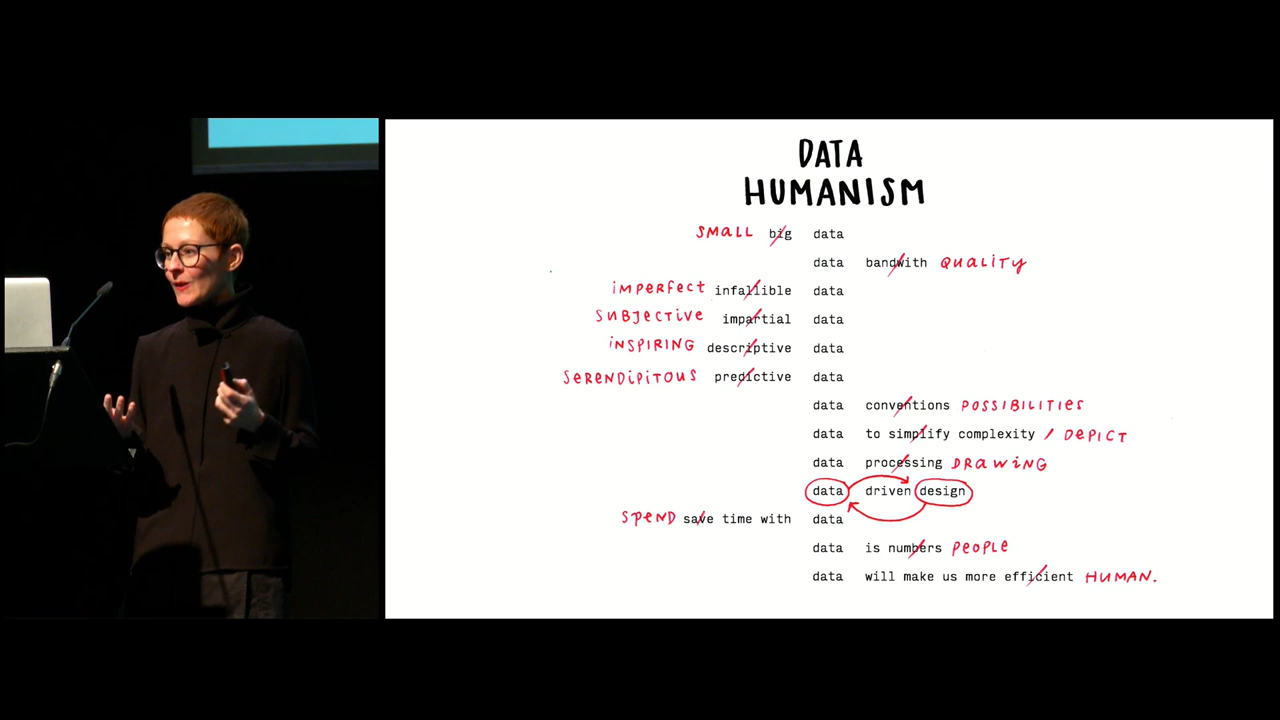 DATA
HUMANISM
SMALL big data
data bandwith QUALITY
iMPERfECT infallible data
SUBJECTIVE impartial data
iNSPIRING descriptive data
SERENDIPITOUS predictive data
data conventions POSSIBILITIES
data to simplify complexity / DEPICT
data processing DRAWING
data driven design
SPEND save time with data
data is numbers PEOPLE
data will make us more efficient HUMAN.